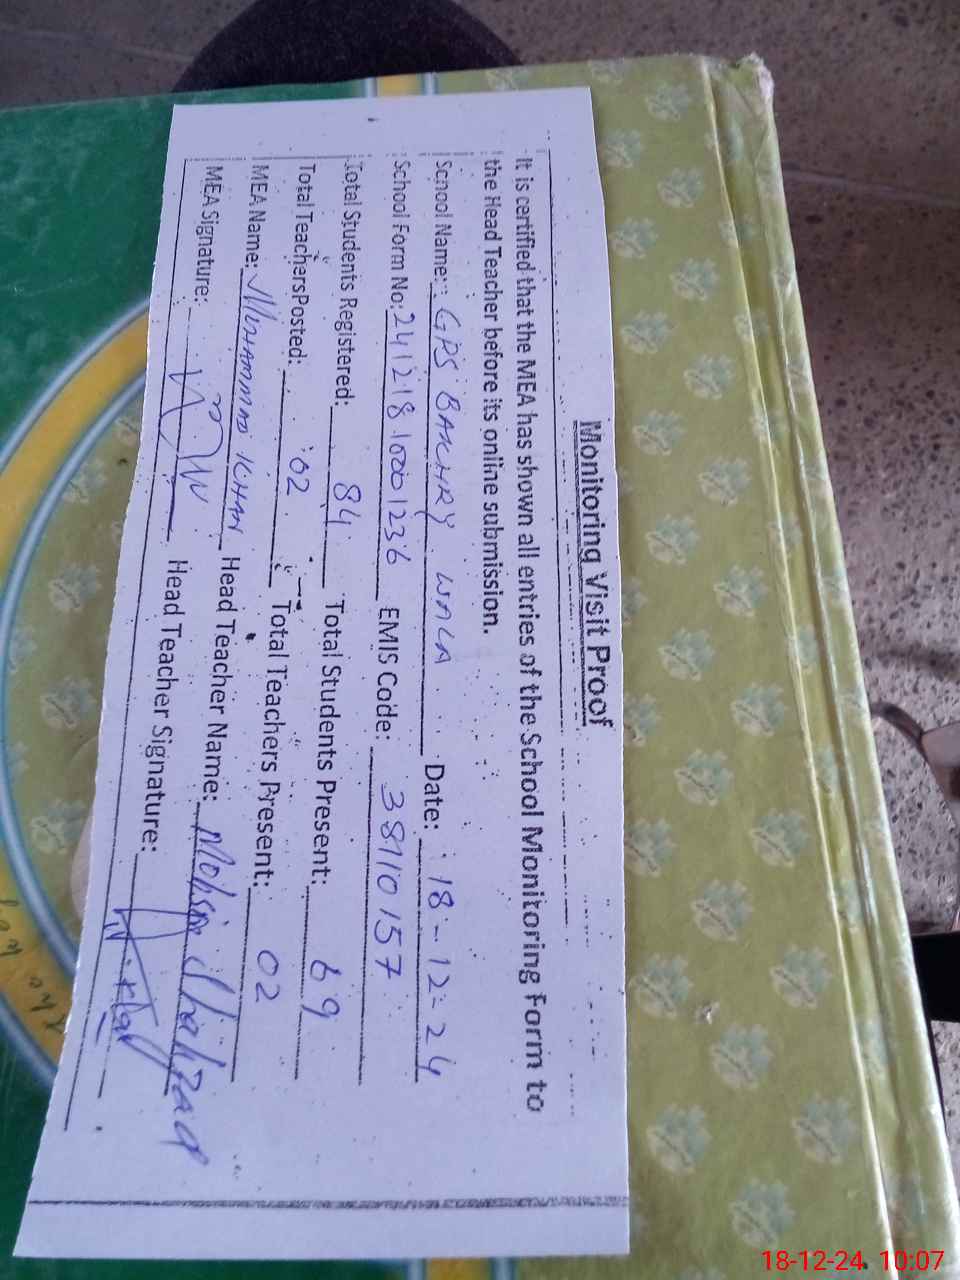 Monitoring Visit Proof
It is certified that the MEA has shown all entries of the School Monitoring Form to
the Head Teacher before its online submission.
School Name: GPS BAKHRY WALA Date: 18-12-24
School Form No: 24121810001236 EMIS Code: 38110157
Total Students Registered: 84 Total Students Present: 69
Total Teachers Posted: 02 Total Teachers Present: 02
MEA Name: Muhammad KHAN Head Teacher Name: Mohsin Shahzad
MEA Signature: Head Teacher Signature:
18-12-24 10:07